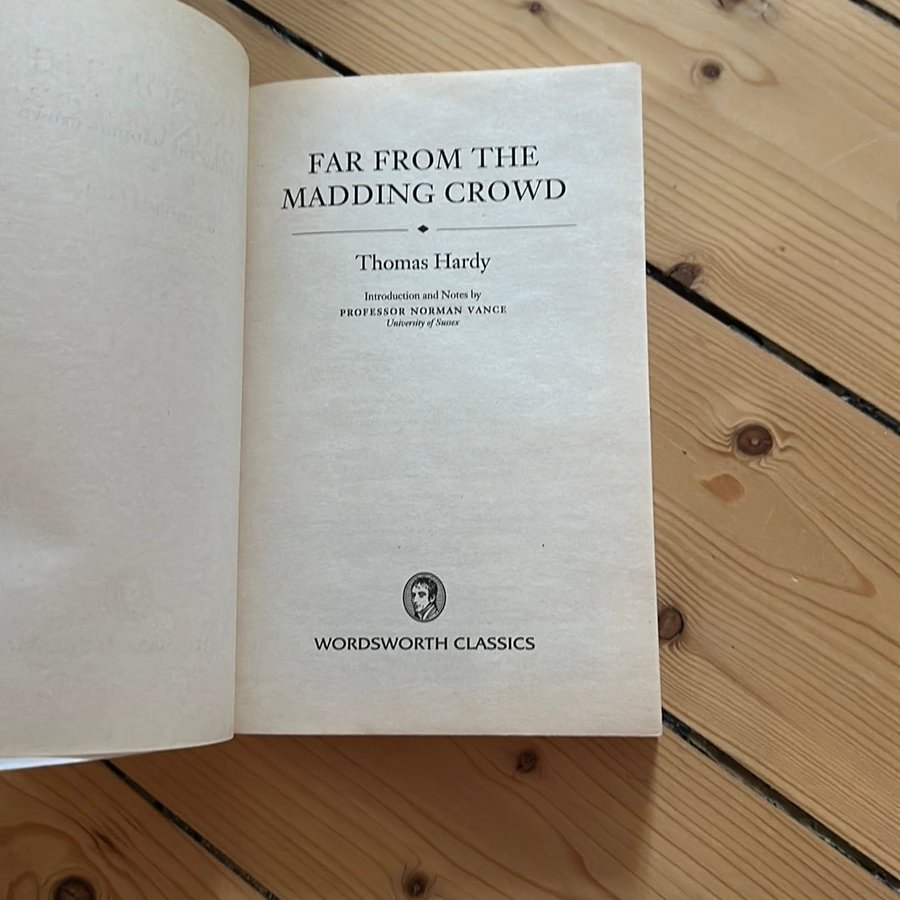 FAR FROM THE
MADDING CROWD
Thomas Hardy
Introduction and Notes by
PROFESSOR NORMAN VANCE
University of Sussex
WORDSWORTH CLASSICS